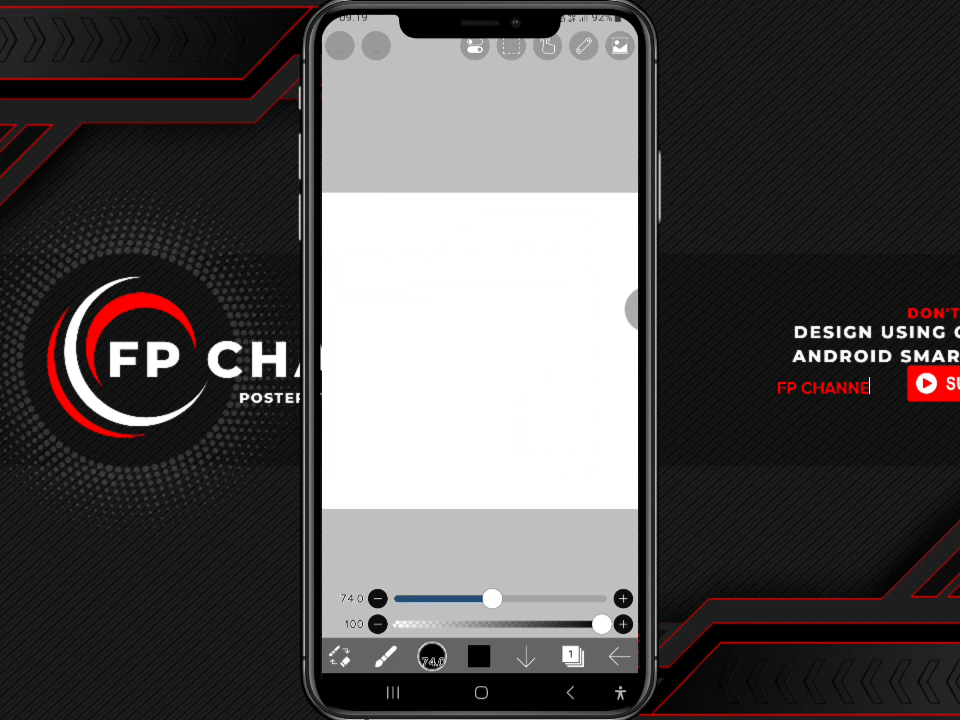 09.19
92%
FP CHA
POSTER
DON'T
DESIGN USING
ANDROID SMAR
FP CHANNE
SU
74.0
100
74.0
1